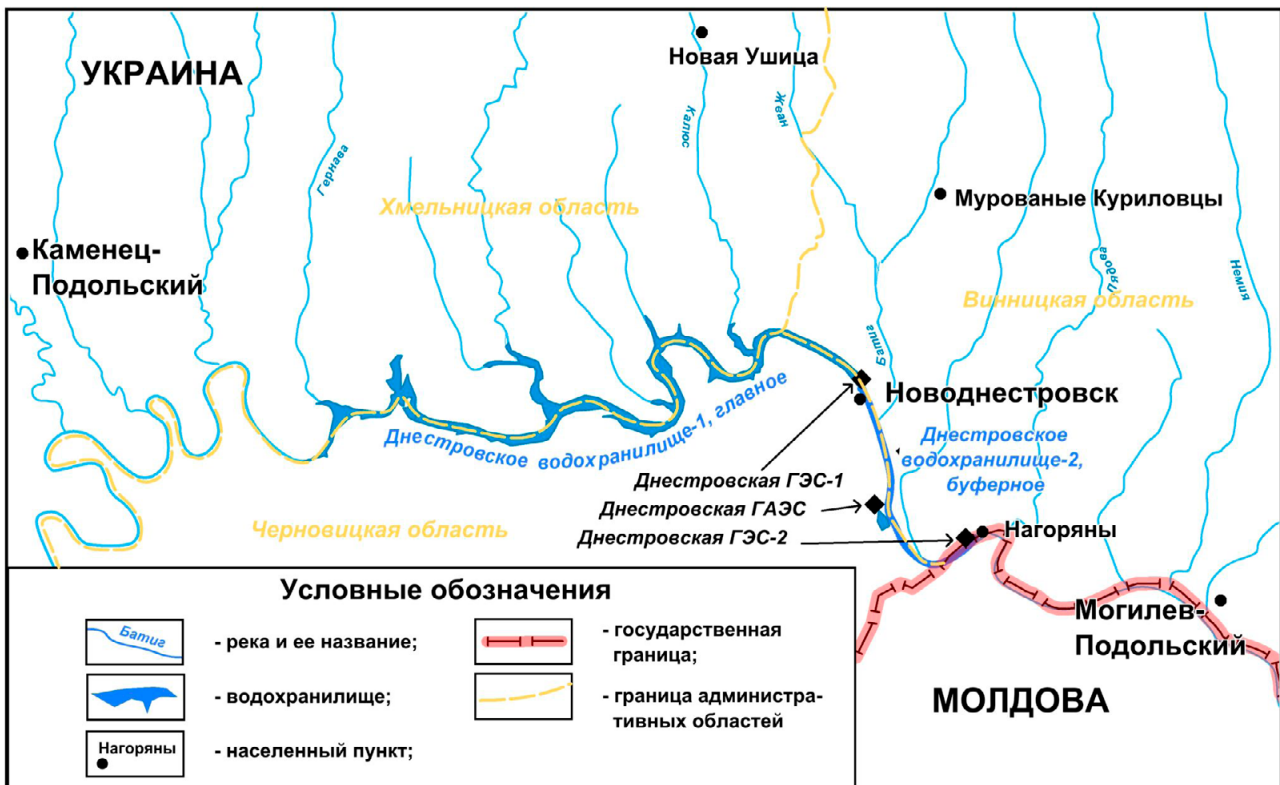 УКРАИНА
Новая Ушица
Калюс
Жван
Гернава
Хмельницкая область
Мурованые Куриловцы
Каменец-
Подольский
Лядова
Немия
Винницкая область
Батиг
Новоднестровск
Днестровское водохранилище-1, главное
Днестровское
водохранилище-2,
буферное
Днестровская ГЭС-1
Днестровская ГАЭС
Днестровская ГЭС-2
Нагоряны
Черновицкая область
Могилев-
Подольский
МОЛДОВА
Условные обозначения
Батиг
- река и ее название;
- водохранилище;
Нагоряны
- населенный пункт;
- государственная
граница;
- граница администра-
тивных областей